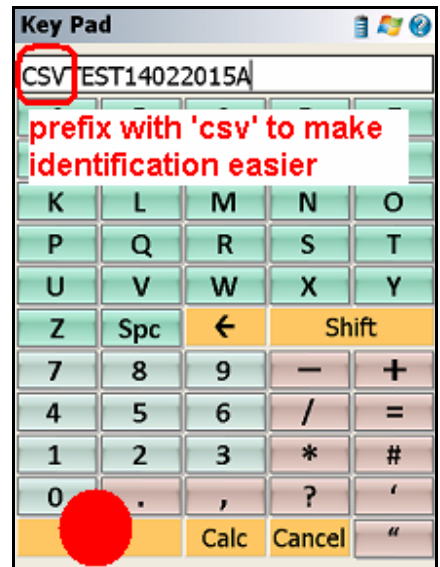 Key Pad
CSVTEST14022015A
prefix with 'csv' to make
identification easier
K L M N O
P Q R S T
U V W X Y
Z Spc ← Shift
7 8 9 − +
4 5 6 / =
1 2 3 * #
0 . , ? ‘
Calc Cancel “